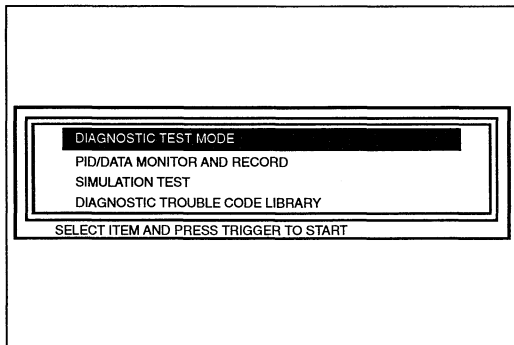 DIAGNOSTIC TEST MODE
PID/DATA MONITOR AND RECORD
SIMULATION TEST
DIAGNOSTIC TROUBLE CODE LIBRARY
SELECT ITEM AND PRESS TRIGGER TO START